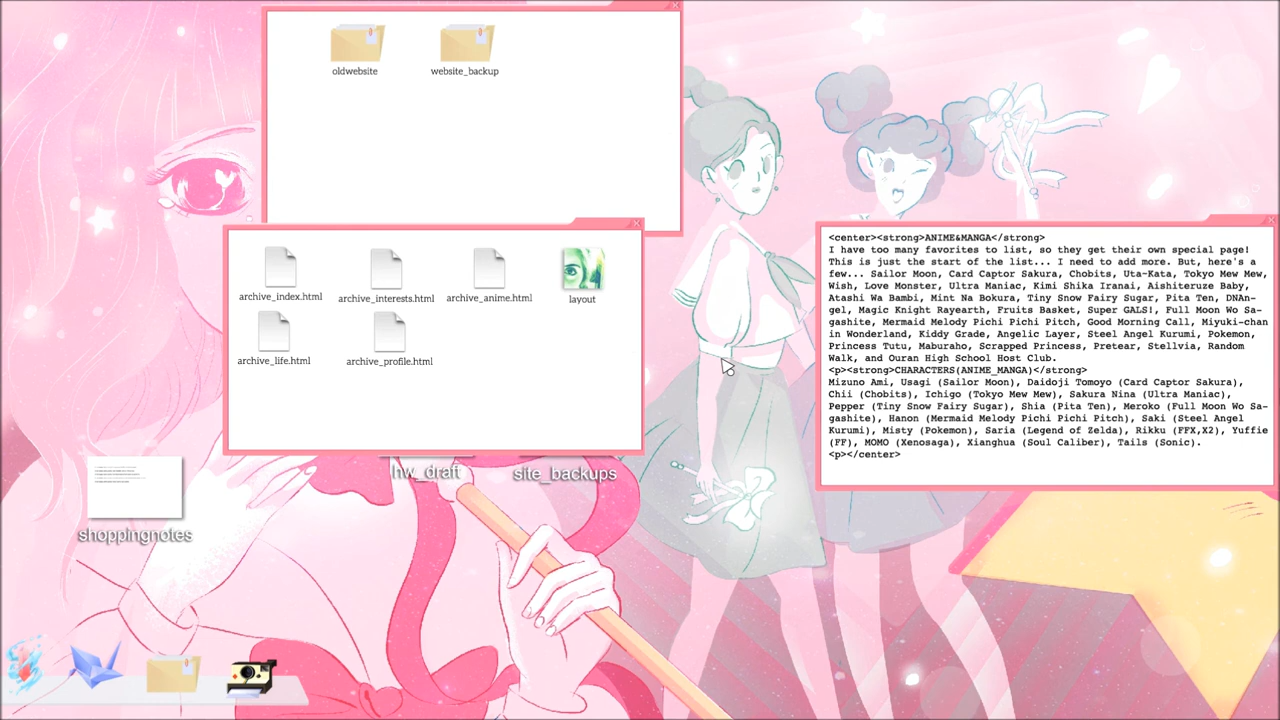 oldwebsite
website_backup
archive_index.html
archive_interests.html
archive_anime.html
layout
archive_life.html
archive_profile.html
<center><strong>ANIME&MANGA</strong>
I have too many favorites to list, so they get their own special page!
This is just the start of the list... I need to add more. But, here's a
few... Sailor Moon, Card Captor Sakura, Chobits, Uta~Kata, Tokyo Mew Mew,
Wish, Love Monster, Ultra Maniac, Kimi Shika Iranai, Aishiteruze Baby,
Atashi Wa Bambi, Mint Na Bokura, Tiny Snow Fairy Sugar, Pita Ten, DNAn-
gel, Magic Knight Rayearth, Fruits Basket, Super GALS!, Full Moon Wo Sa-
gashite, Mermaid Melody Pichi Pichi Pitch, Good Morning Call, Miyuki-chan
in Wonderland, Kiddy Grade, Angelic Layer, Steel Angel Kurumi, Pokemon,
Princess Tutu, Maburaho, Scrapped Princess, Pretear, Stellvia, Random
Walk, and Ouran High School Host Club.
<p><strong>CHARACTERS(ANIME_MANGA)</strong>
Mizuno Ami, Usagi (Sailor Moon), Daidoji Tomoyo (Card Captor Sakura),
Chii (Chobits), Ichigo (Tokyo Mew Mew), Sakura Nina (Ultra Maniac),
Pepper (Tiny Snow Fairy Sugar), Shia (Pita Ten), Meroko (Full Moon Wo Sa-
gashite), Hanon (Mermaid Melody Pichi Pichi Pitch), Saki (Steel Angel
Kurumi), Misty (Pokemon), Saria (Legend of Zelda), Rikku (FFX,X2), Yuffie
(FF), MOMO (Xenosaga), Xianghua (Soul Caliber), Tails (Sonic).
<p></center>
hw_draft
site_backups
shoppingnotes